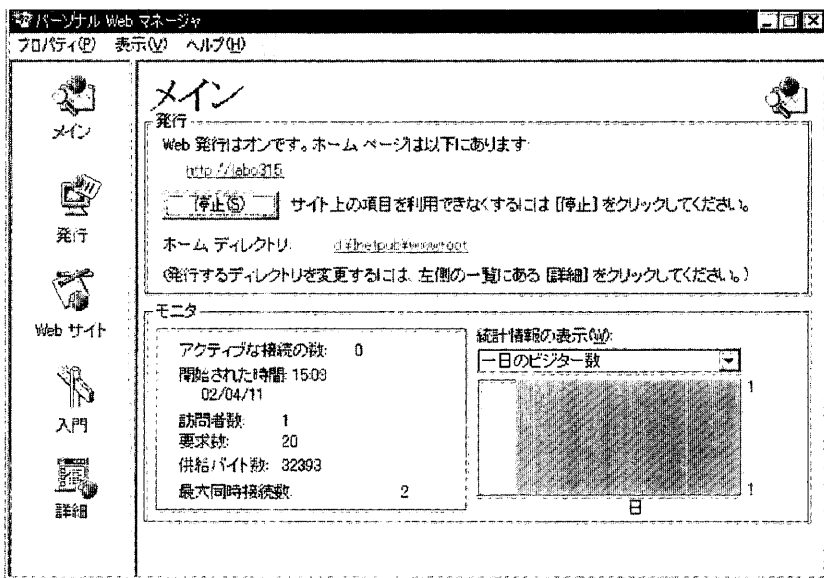 パーソナル Web マネージャ
プロパティ(P) 表示(V) ヘルプ(H)
メイン
発行
Web サイト
入門
詳細
メイン
発行
Web 発行はオンです。ホーム ページは以下にあります:
http://labo315
停止(S) サイト上の項目を利用できなくするには [停止] をクリックしてください。
ホーム ディレクトリ: d:¥Inetpub¥wwwroot
(発行するディレクトリを変更するには、左側の一覧にある [詳細] をクリックしてください。)
モニタ
アクティブな接続の数: 0
開始された時間: 15:09
02/04/11
訪問者数: 1
要求数: 20
供給バイト数: 32393
最大同時接続数: 2
統計情報の表示(W):
一日のビジター数
1
1
日